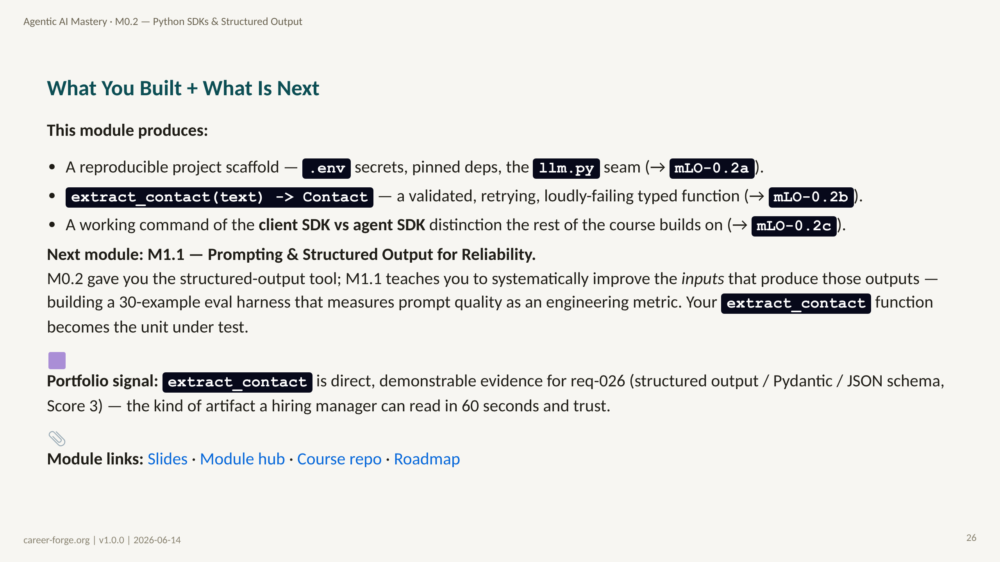 Agentic AI Mastery · M0.2 — Python SDKs & Structured Output
What You Built + What Is Next
This module produces:
• A reproducible project scaffold — .env secrets, pinned deps, the llm.py seam (→ mLO-0.2a).
• extract_contact(text) -> Contact — a validated, retrying, loudly-failing typed function (→ mLO-0.2b).
• A working command of the client SDK vs agent SDK distinction the rest of the course builds on (→ mLO-0.2c).
Next module: M1.1 — Prompting & Structured Output for Reliability.
M0.2 gave you the structured-output tool; M1.1 teaches you to systematically improve the inputs that produce those outputs —
building a 30-example eval harness that measures prompt quality as an engineering metric. Your extract_contact function
becomes the unit under test.
Portfolio signal: extract_contact is direct, demonstrable evidence for req-026 (structured output / Pydantic / JSON schema,
Score 3) — the kind of artifact a hiring manager can read in 60 seconds and trust.
Module links: Slides · Module hub · Course repo · Roadmap
career-forge.org | v1.0.0 | 2026-06-14
26